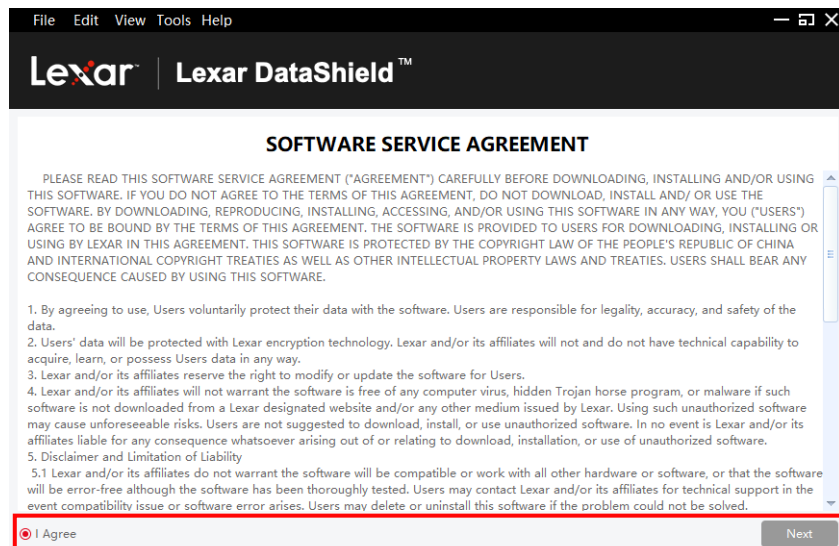 File Edit View Tools Help
Lexar™ Lexar DataShield™
SOFTWARE SERVICE AGREEMENT
PLEASE READ THIS SOFTWARE SERVICE AGREEMENT ("AGREEMENT") CAREFULLY BEFORE DOWNLOADING, INSTALLING AND/OR USING
THIS SOFTWARE. IF YOU DO NOT AGREE TO THE TERMS OF THIS AGREEMENT, DO NOT DOWNLOAD, INSTALL AND/ OR USE THE
SOFTWARE. BY DOWNLOADING, REPRODUCING, INSTALLING, ACCESSING, AND/OR USING THIS SOFTWARE IN ANY WAY, YOU ("USERS")
AGREE TO BE BOUND BY THE TERMS OF THIS AGREEMENT. THE SOFTWARE IS PROVIDED TO USERS FOR DOWNLOADING, INSTALLING OR
USING BY LEXAR IN THIS AGREEMENT. THIS SOFTWARE IS PROTECTED BY THE COPYRIGHT LAW OF THE PEOPLE'S REPUBLIC OF CHINA
AND INTERNATIONAL COPYRIGHT TREATIES AS WELL AS OTHER INTELLECTUAL PROPERTY LAWS AND TREATIES. USERS SHALL BEAR ANY
CONSEQUENCE CAUSED BY USING THIS SOFTWARE.
1. By agreeing to use, Users voluntarily protect their data with the software. Users are responsible for legality, accuracy, and safety of the
data.
2. Users' data will be protected with Lexar encryption technology. Lexar and/or its affiliates will not and do not have technical capability to
acquire, learn, or possess Users data in any way.
3. Lexar and/or its affiliates reserve the right to modify or update the software for Users.
4. Lexar and/or its affiliates will not warrant the software is free of any computer virus, hidden Trojan horse program, or malware if such
software is not downloaded from a Lexar designated website and/or any other medium issued by Lexar. Using such unauthorized software
may cause unforeseeable risks. Users are not suggested to download, install, or use unauthorized software. In no event is Lexar and/or its
affiliates liable for any consequence whatsoever arising out of or relating to download, installation, or use of unauthorized software.
5. Disclaimer and Limitation of Liability
5.1 Lexar and/or its affiliates do not warrant the software will be compatible or work with all other hardware or software, or that the software
will be error-free although the software has been thoroughly tested. Users may contact Lexar and/or its affiliates for technical support in the
event compatibility issue or software error arises. Users may delete or uninstall this software if the problem could not be solved.
I Agree Next